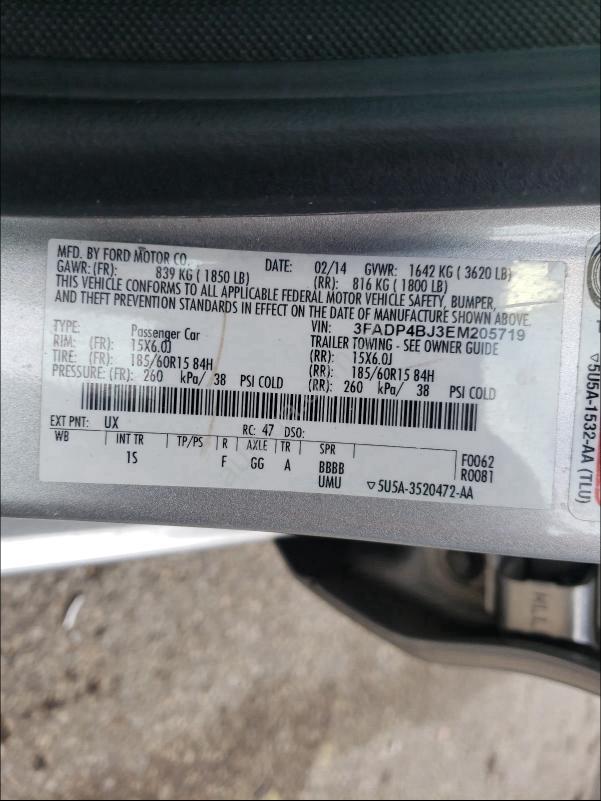 MFD. BY FORD MOTOR CO.
DATE: 02/14 GVWR: 1642 KG ( 3620 LB)
GAWR: (FR): 839 KG ( 1850 LB) (RR): 816 KG ( 1800 LB)
THIS VEHICLE CONFORMS TO ALL APPLICABLE FEDERAL MOTOR VEHICLE SAFETY, BUMPER,
AND THEFT PREVENTION STANDARDS IN EFFECT ON THE DATE OF MANUFACTURE SHOWN ABOVE.
VIN: 3FADP4BJ3EM205719
TYPE: Passenger Car TRAILER TOWING - SEE OWNER GUIDE
RIM: (FR): 15X6.0J (RR): 15X6.0J
TIRE: (FR): 185/60R15 84H (RR): 185/60R15 84H
PRESSURE: (FR): 260 kPa/ 38 PSI COLD (RR): 260 kPa/ 38 PSI COLD
EXT PNT: UX RC: 47 DSO:
WB INT TR TP/PS R AXLE TR SPR
1S F GG A BBBB F0062
UMU R0081
▽5U5A-3520472-AA
5U5A-1532-AA (TLU)